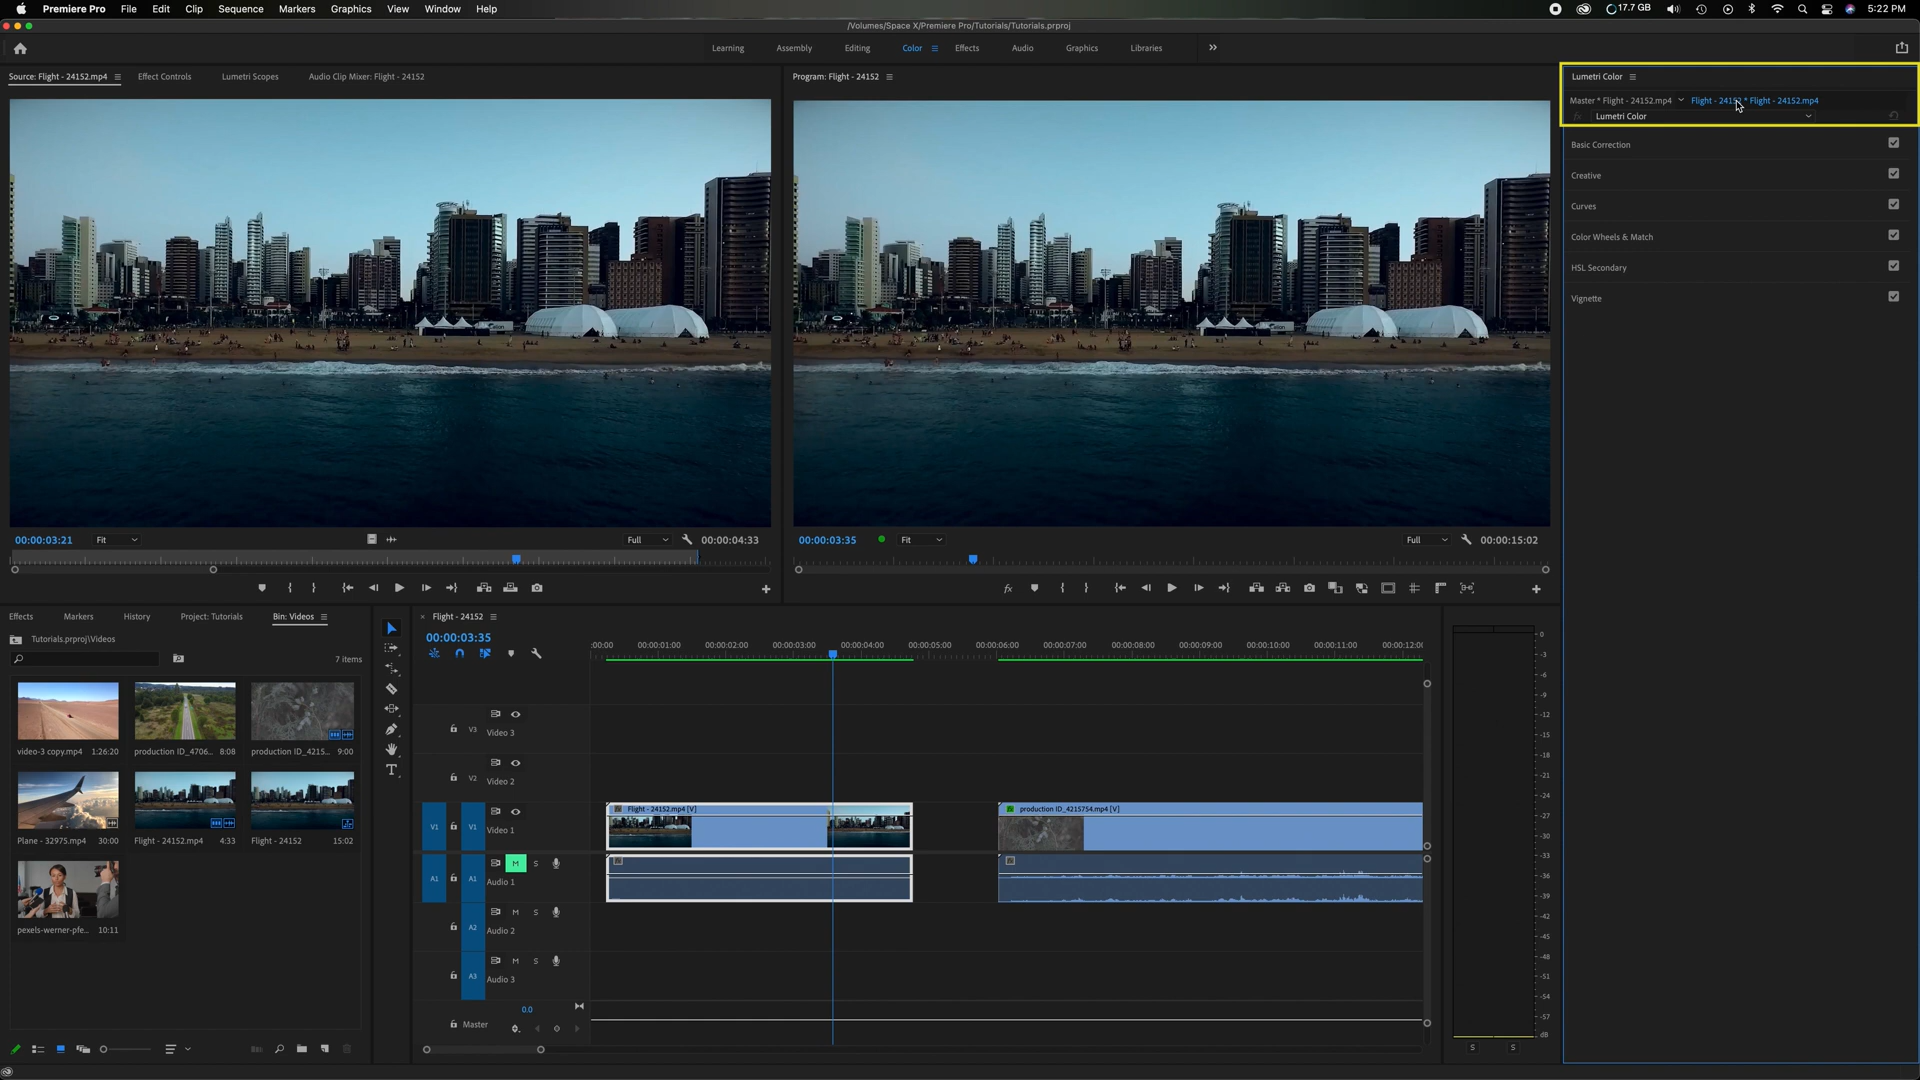 Premiere Pro File Edit Clip Sequence Markers Graphics View Window Help 17.7 GB 5:22 PM
/Volumes/Space X/Premiere Pro/Tutorials/Tutorials.prproj
Learning Assembly Editing Color Effects Audio Graphics Libraries
Source: Flight - 24152.mp4 Effect Controls Lumetri Scopes Audio Clip Mixer: Flight - 24152
Program: Flight - 24152
Lumetri Color
Master * Flight - 24152.mp4 Flight - 24152 * Flight - 24152.mp4
fx Lumetri Color
Basic Correction
Creative
Curves
Color Wheels & Match
HSL Secondary
Vignette
00:00:03:21 Fit Full 00:00:04:33
00:00:03:35 Fit Full 00:00:15:02
Effects Markers History Project: Tutorials Bin: Videos
Tutorials.prproj\Videos
7 items
video-3 copy.mp4 1:26:20
production ID_4706... 8:08
production ID_4215... 9:00
Plane - 32975.mp4 30:00
Flight - 24152.mp4 4:33
Flight - 24152 15:02
pexels-werner-pfe... 10:11
Flight - 24152
00:00:03:35
:00:00 00:00:01:00 00:00:02:00 00:00:03:00 00:00:04:00 00:00:05:00 00:00:06:00 00:00:07:00 00:00:08:00 00:00:09:00 00:00:10:00 00:00:11:00 00:00:12:00
V3 Video 3
V2 Video 2
V1 V1 Video 1
Flight - 24152.mp4 [V]
production ID_4215754.mp4 [V]
M S
A1 A1 Audio 1
M S
A2 Audio 2
M S
A3 Audio 3
0.0
Master
0
-3
-6
-9
-12
-15
-18
-21
-24
-27
-30
-33
-36
-39
-42
-45
-48
-51
-54
-57
dB
S S